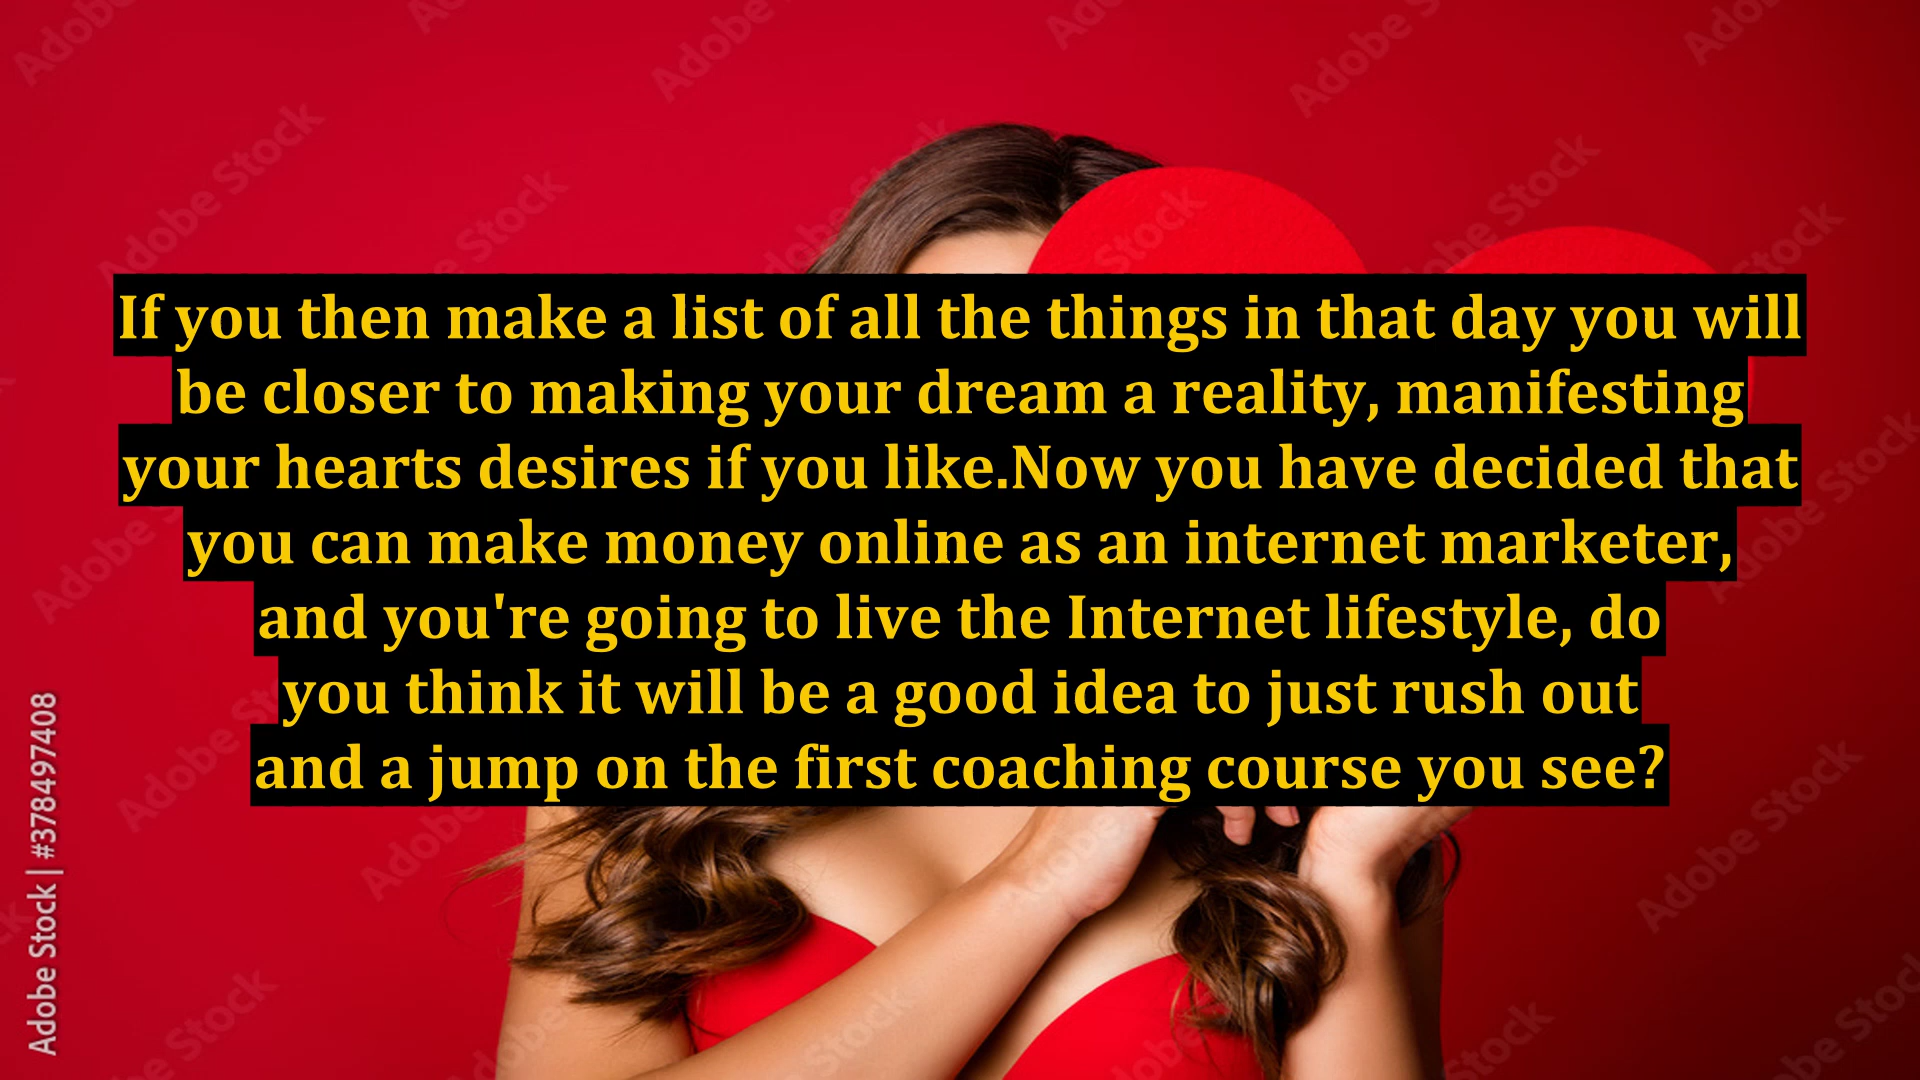 If you then make a list of all the things in that day you will
be closer to making your dream a reality, manifesting
your hearts desires if you like.Now you have decided that
you can make money online as an internet marketer,
and you're going to live the Internet lifestyle, do
you think it will be a good idea to just rush out
and a jump on the first coaching course you see?
Adobe Stock | #378497408